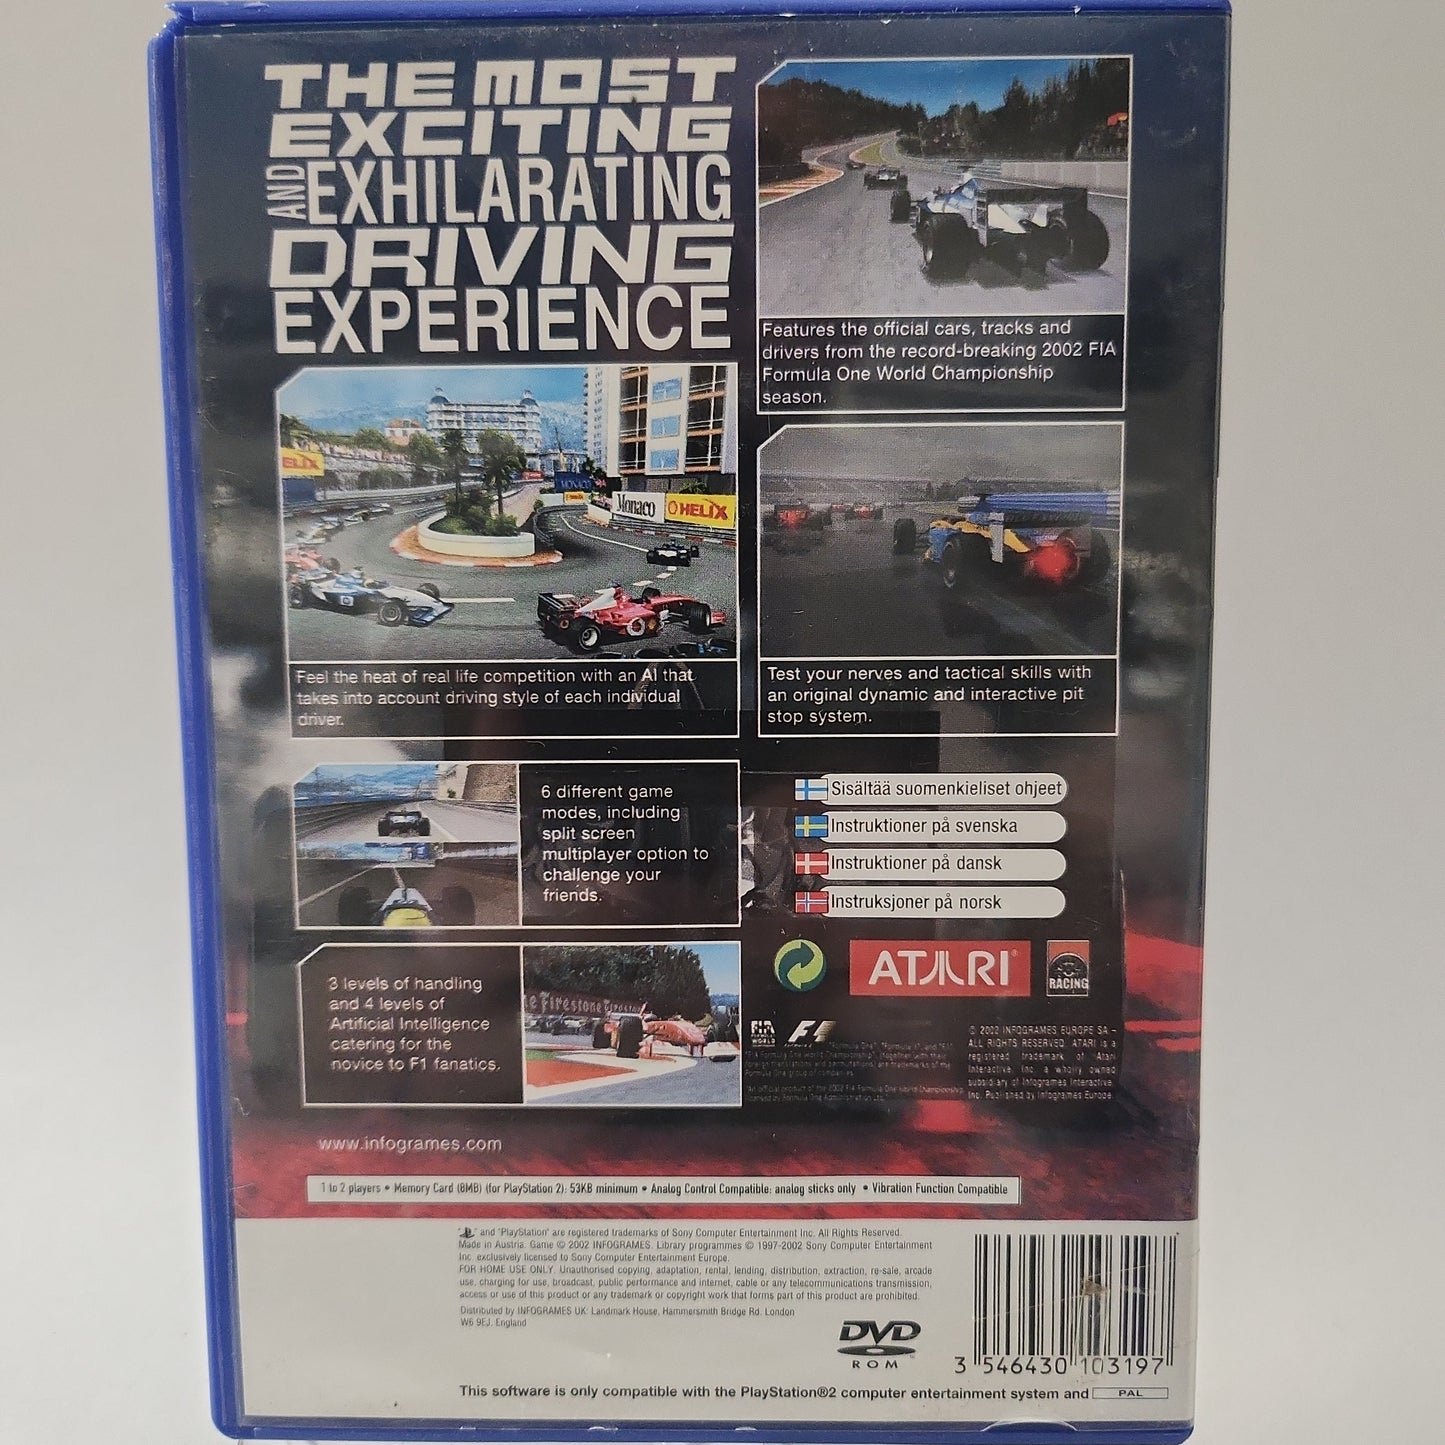 THE MOST
EXCITING
AND EXHILARATING
DRIVING
EXPERIENCE
Features the official cars, tracks and
drivers from the record-breaking 2002 FIA
Formula One World Championship
season.
HELIX
MONACO
Monaco
HELIX
Feel the heat of real life competition with an AI that
takes into account driving style of each individual
driver.
Test your nerves and tactical skills with
an original dynamic and interactive pit
stop system.
6 different game
modes, including
split screen
multiplayer option to
challenge your
friends.
Sisältää suomenkieliset ohjeet
Instruktioner på svenska
Instruktioner på dansk
Instruksjoner på norsk
3 levels of handling
and 4 levels of
Artificial Intelligence
catering for the
novice to F1 fanatics.
Firestone Firestone
ATARI®
RACING
FIA
F1
© 2002 INFOGRAMES EUROPE SA -
ALL RIGHTS RESERVED. ATARI is a
registered trademark of Atari
Interactive, Inc. a wholly owned
subsidiary of Infogrames Interactive,
Inc. Published by Infogrames Europe.
www.infogrames.com
1 to 2 players • Memory Card (8MB) (for PlayStation 2): 53KB minimum • Analog Control Compatible: analog sticks only • Vibration Function Compatible
" " and "PlayStation" are registered trademarks of Sony Computer Entertainment Inc. All Rights Reserved.
Made in Austria. Game © 2002 INFOGRAMES. Library programmes © 1997-2002 Sony Computer Entertainment
Inc. exclusively licensed to Sony Computer Entertainment Europe.
FOR HOME USE ONLY. Unauthorised copying, adaptation, rental, lending, distribution, extraction, re-sale, arcade
use, charging for use, broadcast, public performance and internet, cable or any telecommunications transmission,
access or use of this product or any trademark or copyright work that forms part of this product are prohibited.
Distributed by INFOGRAMES UK: Landmark House, Hammersmith Bridge Rd. London
W6 9EJ. England
DVD
ROM
3 546430 103197
This software is only compatible with the PlayStation®2 computer entertainment system and PAL